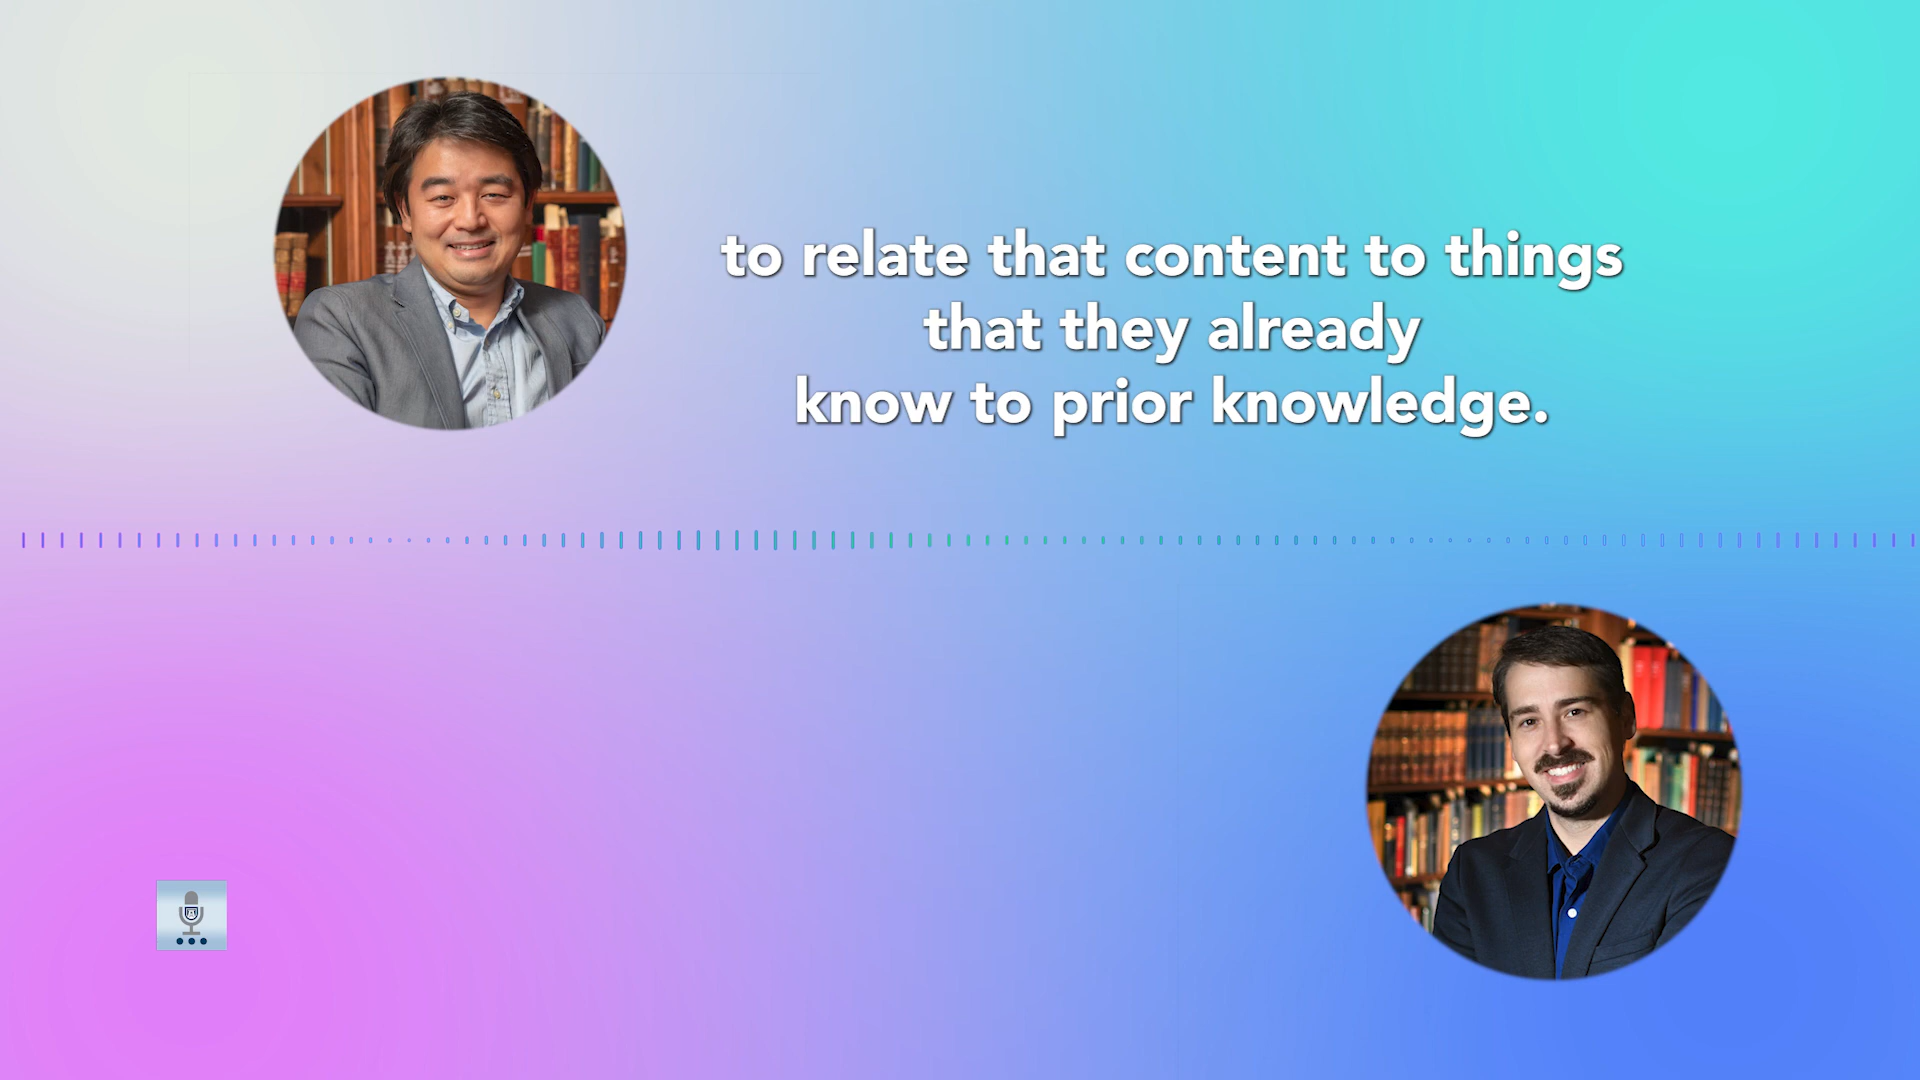 to relate that content to things
that they already
know to prior knowledge.